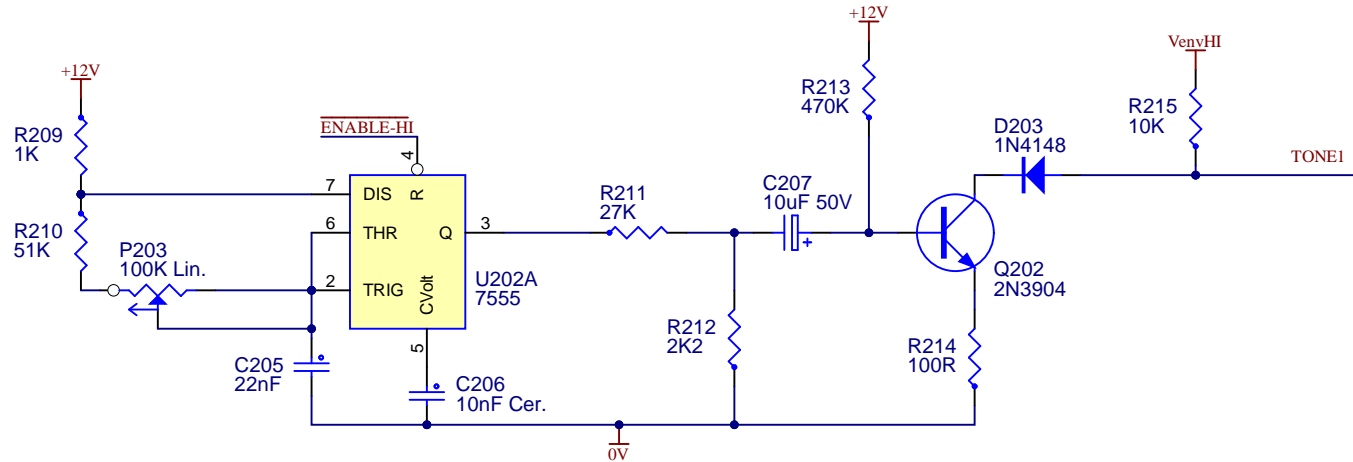 +12V
R209
1K
R210
51K
P203
100K Lin.
C205
22nF
ENABLE-HI
4
7
6
2
3
5
DIS
R
THR
Q
TRIG
CVolt
U202A
7555
C206
10nF Cer.
0V
R211
27K
R212
2K2
C207
10uF 50V
+
+12V
R213
470K
Q202
2N3904
R214
100R
D203
1N4148
VenvHI
R215
10K
TONE1